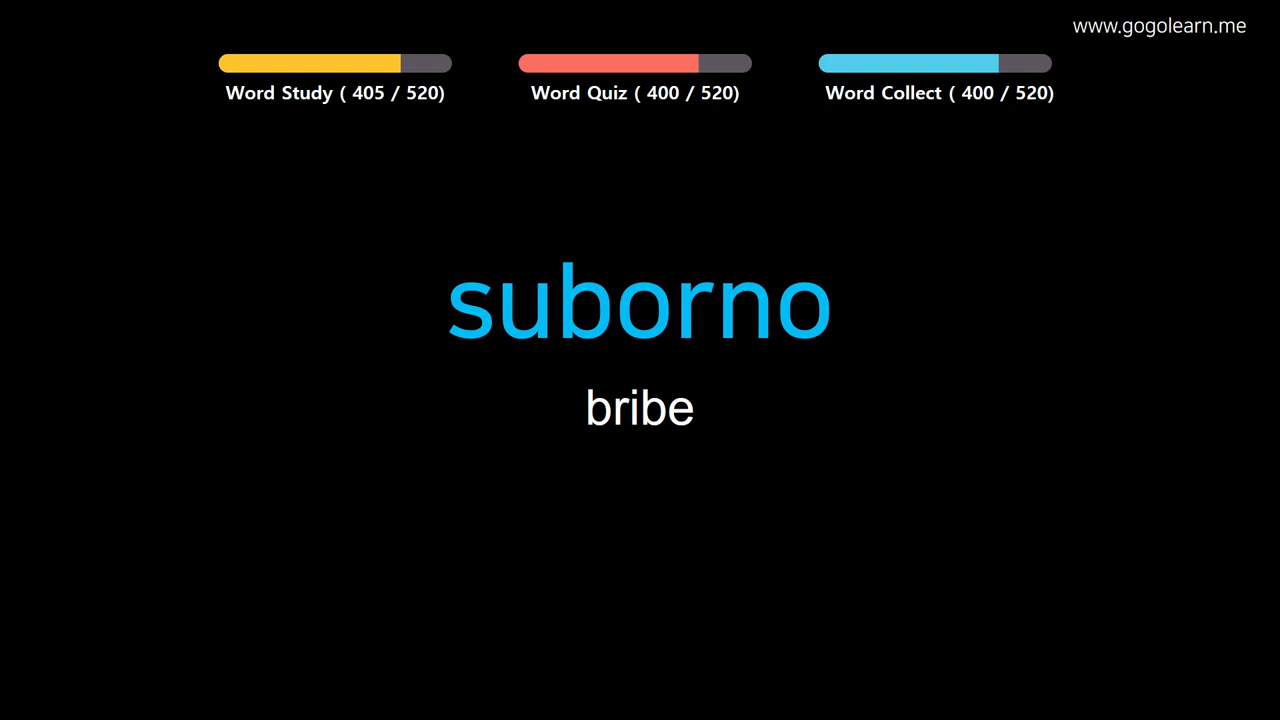 www.gogolearn.me
Word Study ( 405 / 520)
Word Quiz ( 400 / 520)
Word Collect ( 400 / 520)
suborno
bribe